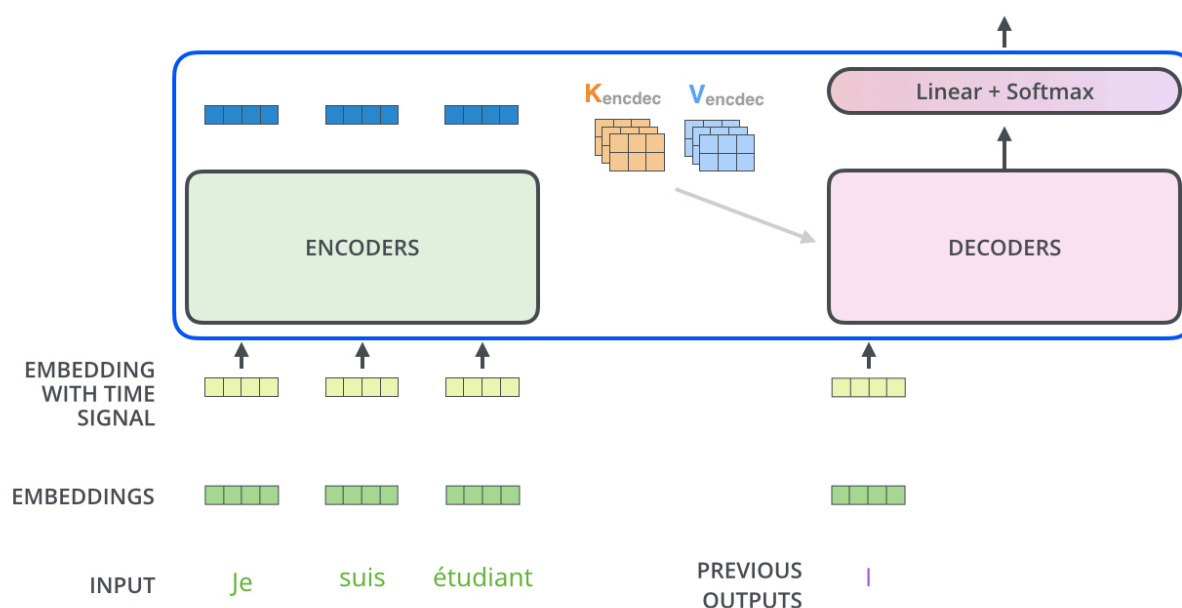 Kencdec Vencdec
Linear + Softmax
ENCODERS
DECODERS
EMBEDDING
WITH TIME
SIGNAL
EMBEDDINGS
INPUT Je suis étudiant
PREVIOUS
OUTPUTS
I